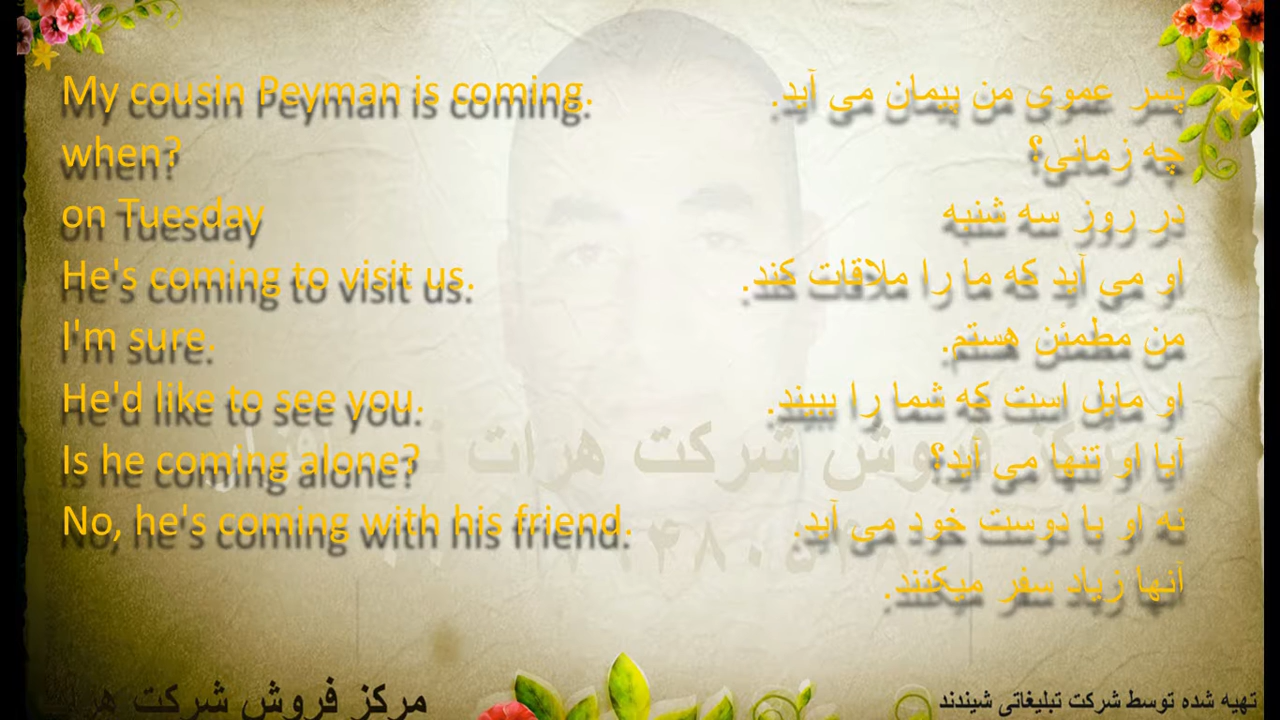 My cousin Peyman is coming.
پسر عموی من پیمان می آید.
when?
چه زمانی؟
on Tuesday
در روز سه شنبه
He's coming to visit us.
او می آید که ما را ملاقات کند.
I'm sure.
من مطمئن هستم.
He'd like to see you.
او مایل است که شما را ببیند.
Is he coming alone?
آیا او تنها می آید؟
No, he's coming with his friend.
نه او با دوست خود می آید.
آنها زیاد سفر میکنند.
مرکز فروش شرکت هرات
مرکز فروش شرکت
تهیه شده توسط شرکت تبلیغاتی شیندند